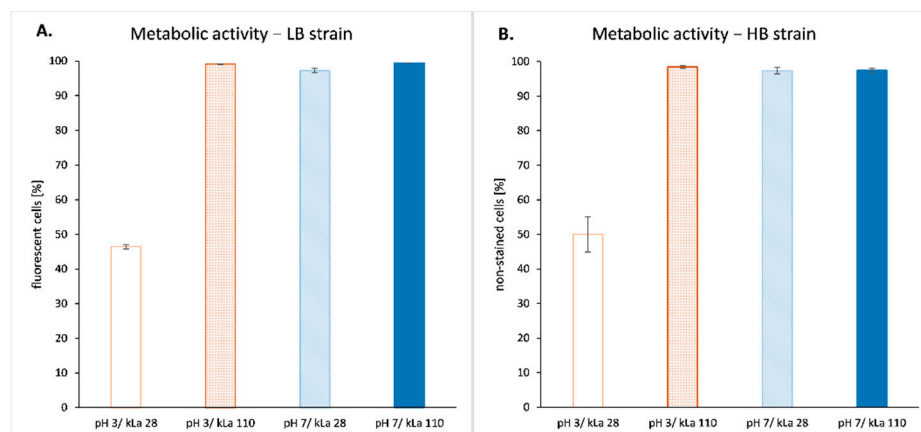 A.
Metabolic activity – LB strain
100
90
80
70
60
50
40
30
20
10
0
fluorescent cells [%]
pH 3/ kLa 28
pH 3/ kLa 110
pH 7/ kLa 28
pH 7/ kLa 110
B.
Metabolic activity – HB strain
100
90
80
70
60
50
40
30
20
10
0
non-stained cells [%]
pH 3/ kLa 28
pH 3/ kLa 110
pH 7/ kLa 28
pH 7/ kLa 110